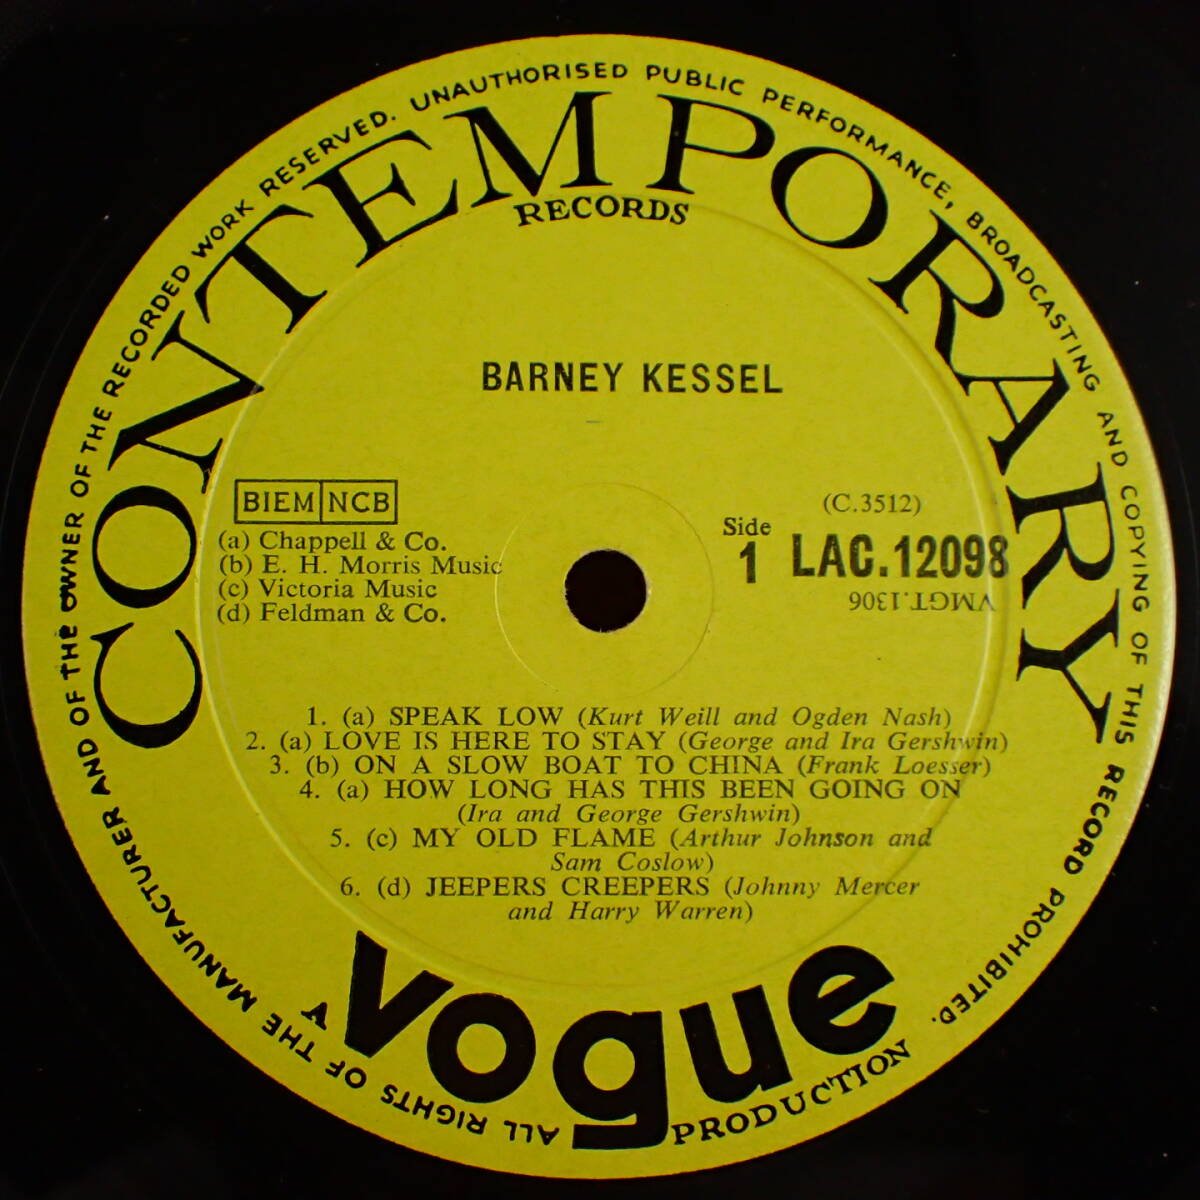 ALL RIGHTS OF THE MANUFACTURER AND OF THE OWNER OF THE RECORDED WORK RESERVED. UNAUTHORISED PUBLIC PERFORMANCE, BROADCASTING AND COPYING OF THIS RECORD PROHIBITED.
CONTEMPORARY
RECORDS
BARNEY KESSEL
BIEM NCB
(a) Chappell & Co.
(b) E. H. Morris Music
(c) Victoria Music
(d) Feldman & Co.
(C.3512)
Side
1
LAC.12098
VMGT.1306
1. (a) SPEAK LOW (Kurt Weill and Ogden Nash)
2. (a) LOVE IS HERE TO STAY (George and Ira Gershwin)
3. (b) ON A SLOW BOAT TO CHINA (Frank Loesser)
4. (a) HOW LONG HAS THIS BEEN GOING ON
(Ira and George Gershwin)
5. (c) MY OLD FLAME (Arthur Johnson and
Sam Coslow)
6. (d) JEEPERS CREEPERS (Johnny Mercer
and Harry Warren)
A
vogue
PRODUCTION